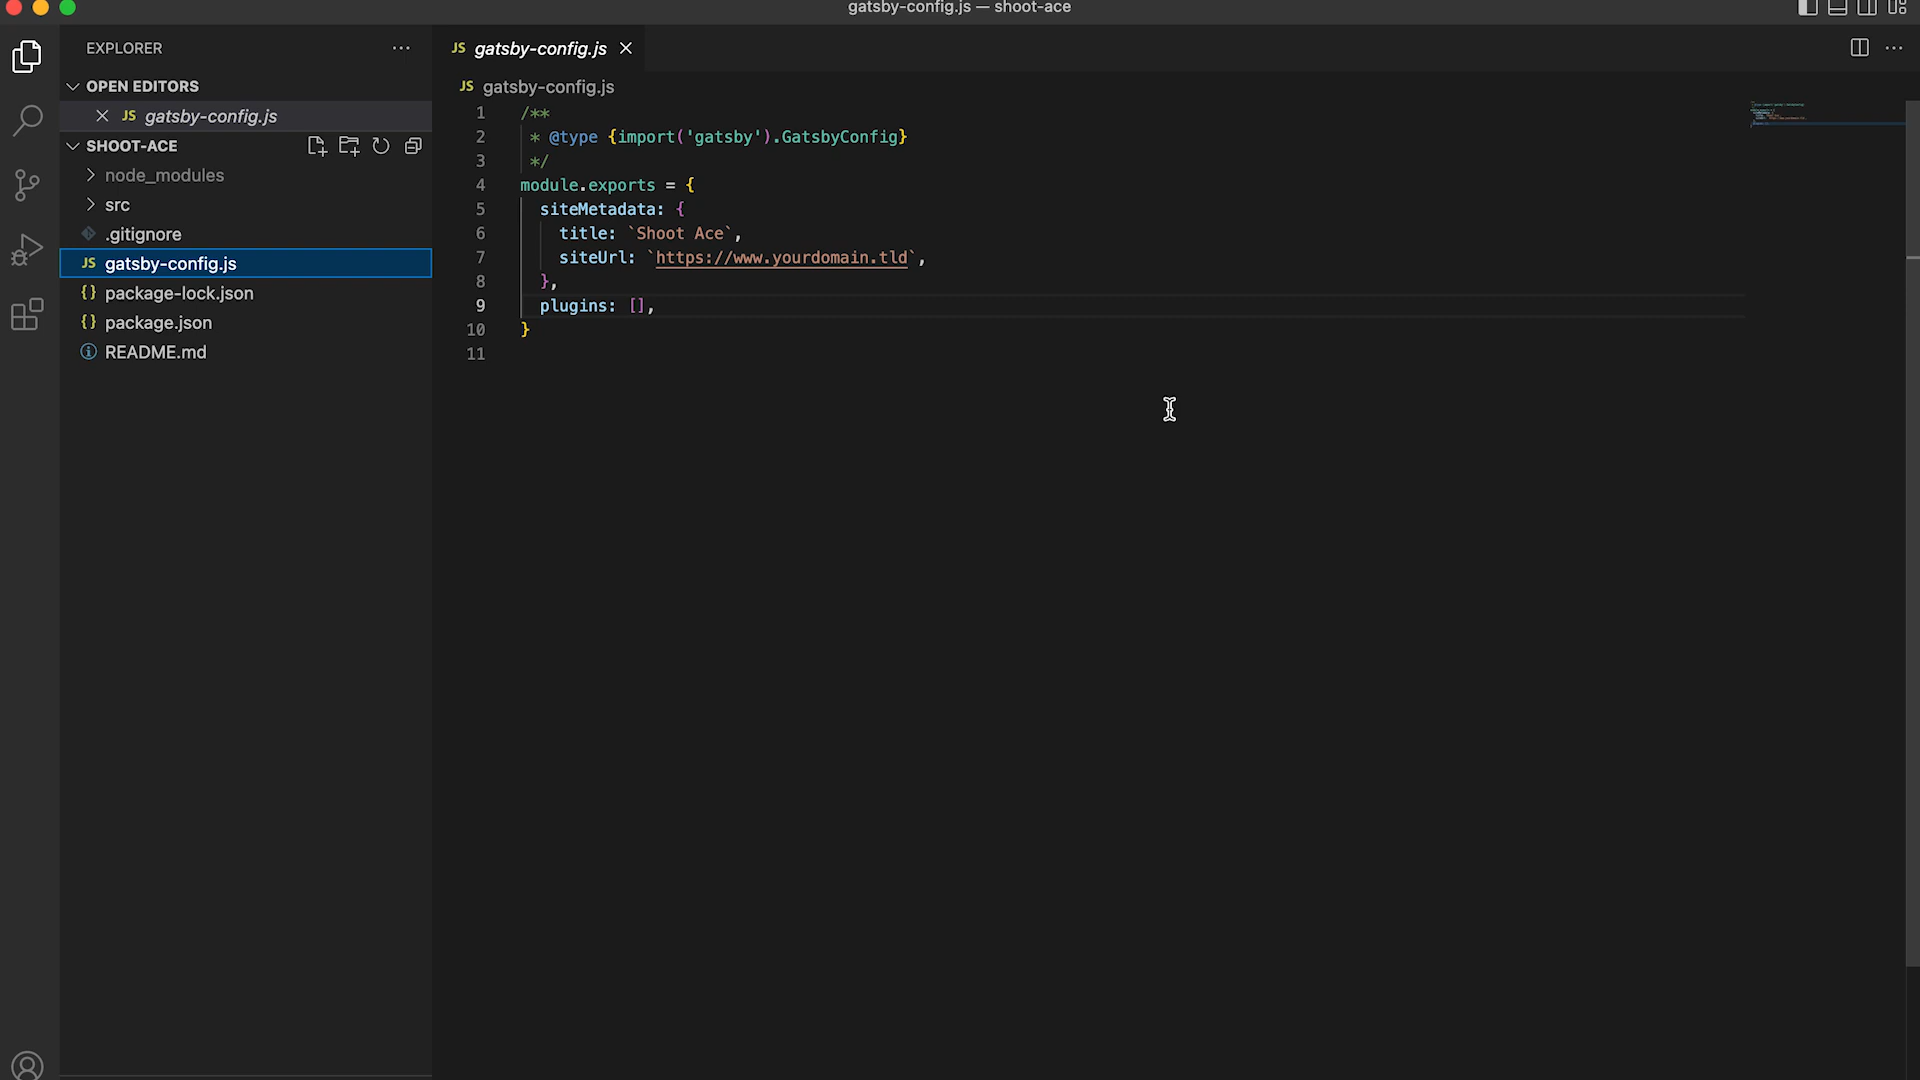 gatsby-config.js — shoot-ace
EXPLORER
OPEN EDITORS
JS gatsby-config.js
SHOOT-ACE
node_modules
src
.gitignore
JS gatsby-config.js
{} package-lock.json
{} package.json
README.md
JS gatsby-config.js
JS gatsby-config.js
1 /**
2  * @type {import('gatsby').GatsbyConfig}
3  */
4 module.exports = {
5   siteMetadata: {
6     title: `Shoot Ace`,
7     siteUrl: `https://www.yourdomain.tld`,
8   },
9   plugins: [],
10 }
11